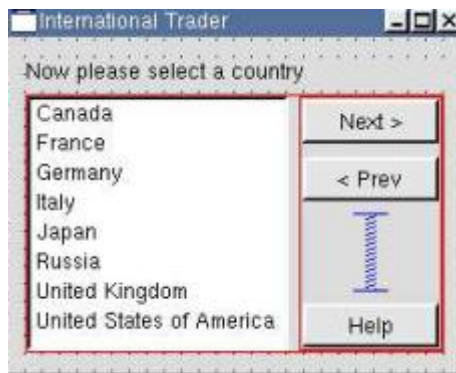 International Trader
Now please select a country
Canada
France
Germany
Italy
Japan
Russia
United Kingdom
United States of America
Next >
< Prev
Help